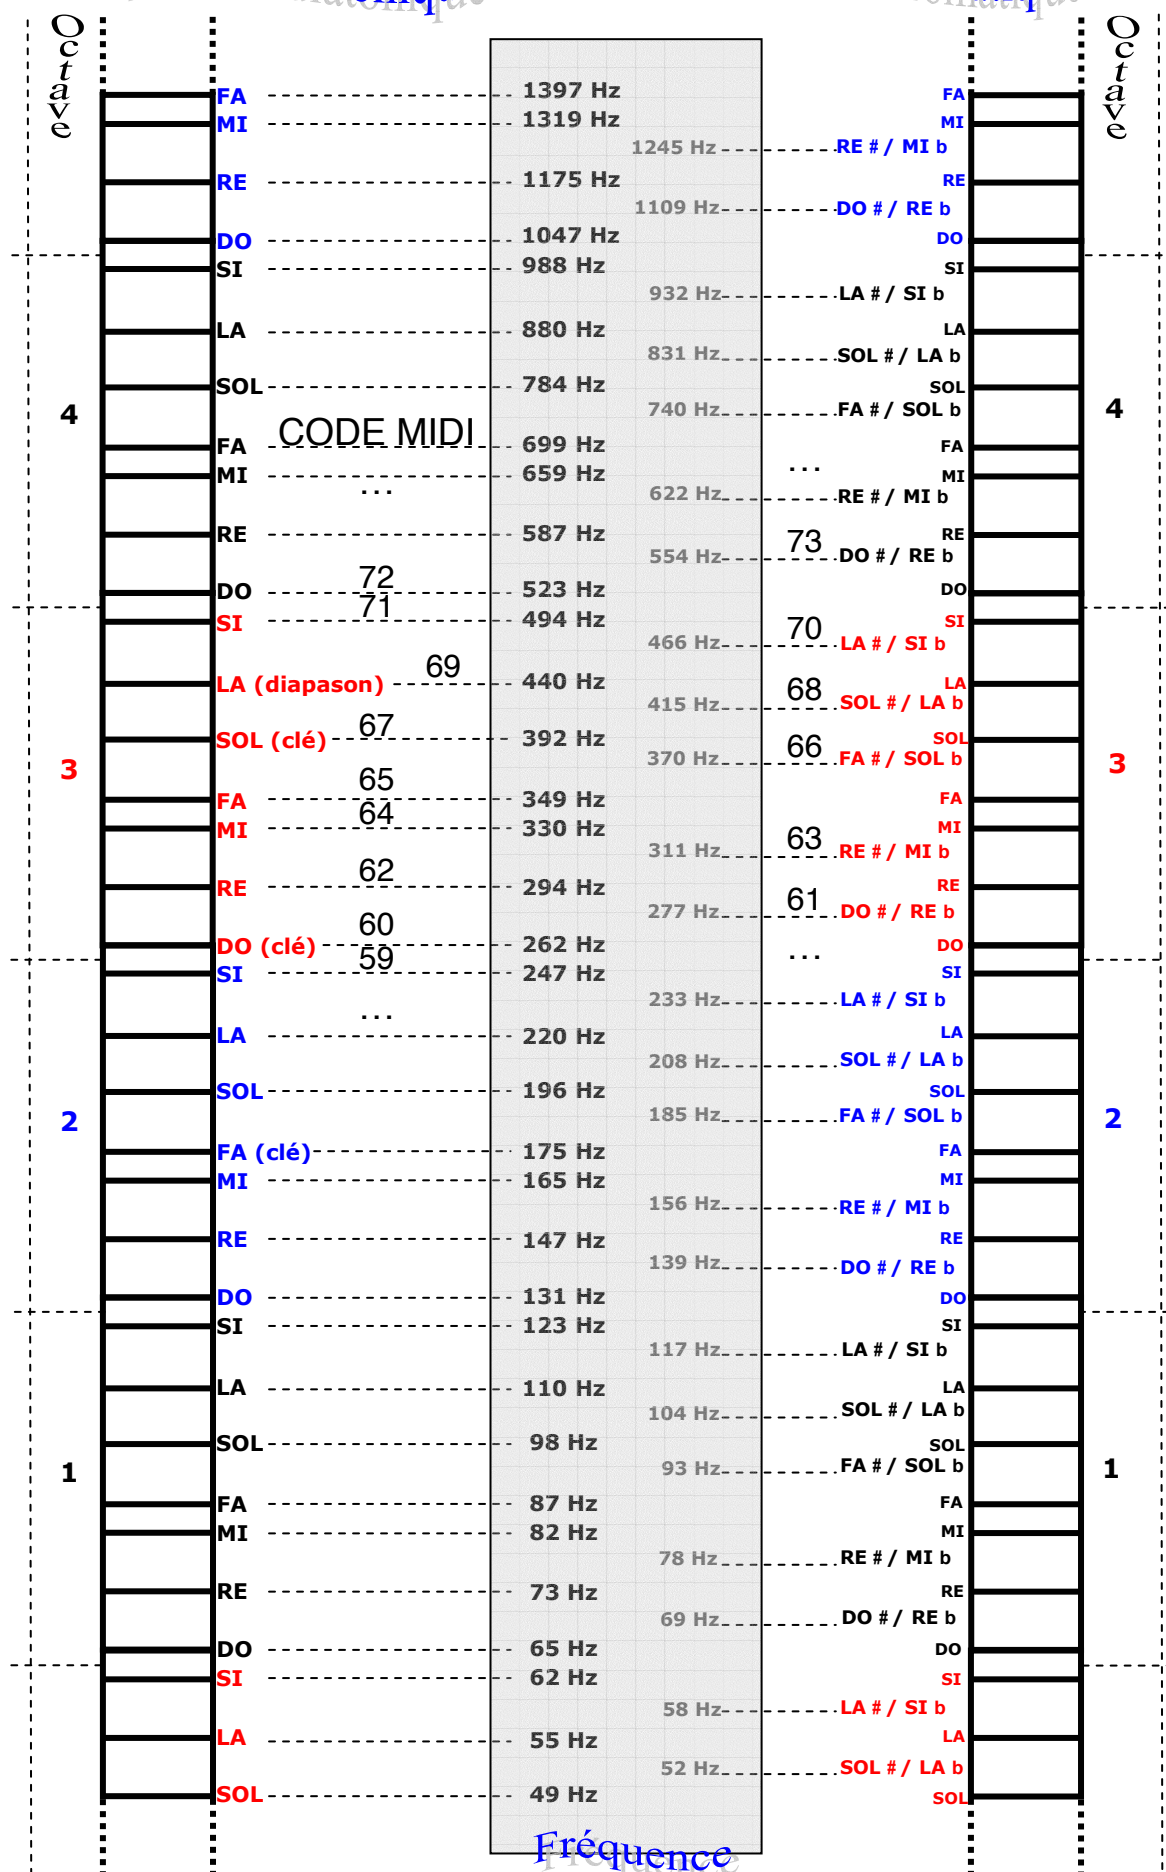 Octave
Octave
FA 1397 Hz FA
MI 1319 Hz MI
1245 Hz RE # / MI b
RE 1175 Hz RE
1109 Hz DO # / RE b
DO 1047 Hz DO
SI 988 Hz SI
932 Hz LA # / SI b
LA 880 Hz LA
831 Hz SOL # / LA b
SOL 784 Hz SOL
4 740 Hz FA # / SOL b 4
CODE MIDI
FA 699 Hz FA
MI ... 659 Hz ... MI
622 Hz RE # / MI b
RE 587 Hz RE
554 Hz 73 DO # / RE b
DO 72 523 Hz DO
SI 71 494 Hz SI
466 Hz 70 LA # / SI b
LA (diapason) 69 440 Hz LA
415 Hz 68 SOL # / LA b
SOL (clé) 67 392 Hz SOL
3 370 Hz 66 FA # / SOL b 3
FA 65 349 Hz FA
MI 64 330 Hz MI
311 Hz 63 RE # / MI b
RE 62 294 Hz RE
277 Hz 61 DO # / RE b
DO (clé) 60 262 Hz DO
...
SI 59 247 Hz SI
233 Hz LA # / SI b
...
LA 220 Hz LA
208 Hz SOL # / LA b
SOL 196 Hz SOL
2 185 Hz FA # / SOL b 2
FA (clé) 175 Hz FA
MI 165 Hz MI
156 Hz RE # / MI b
RE 147 Hz RE
139 Hz DO # / RE b
DO 131 Hz DO
SI 123 Hz SI
117 Hz LA # / SI b
LA 110 Hz LA
104 Hz SOL # / LA b
SOL 98 Hz SOL
1 93 Hz FA # / SOL b 1
FA 87 Hz FA
MI 82 Hz MI
78 Hz RE # / MI b
RE 73 Hz RE
69 Hz DO # / RE b
DO 65 Hz DO
SI 62 Hz SI
58 Hz LA # / SI b
LA 55 Hz LA
52 Hz SOL # / LA b
SOL 49 Hz SOL
Fréquence